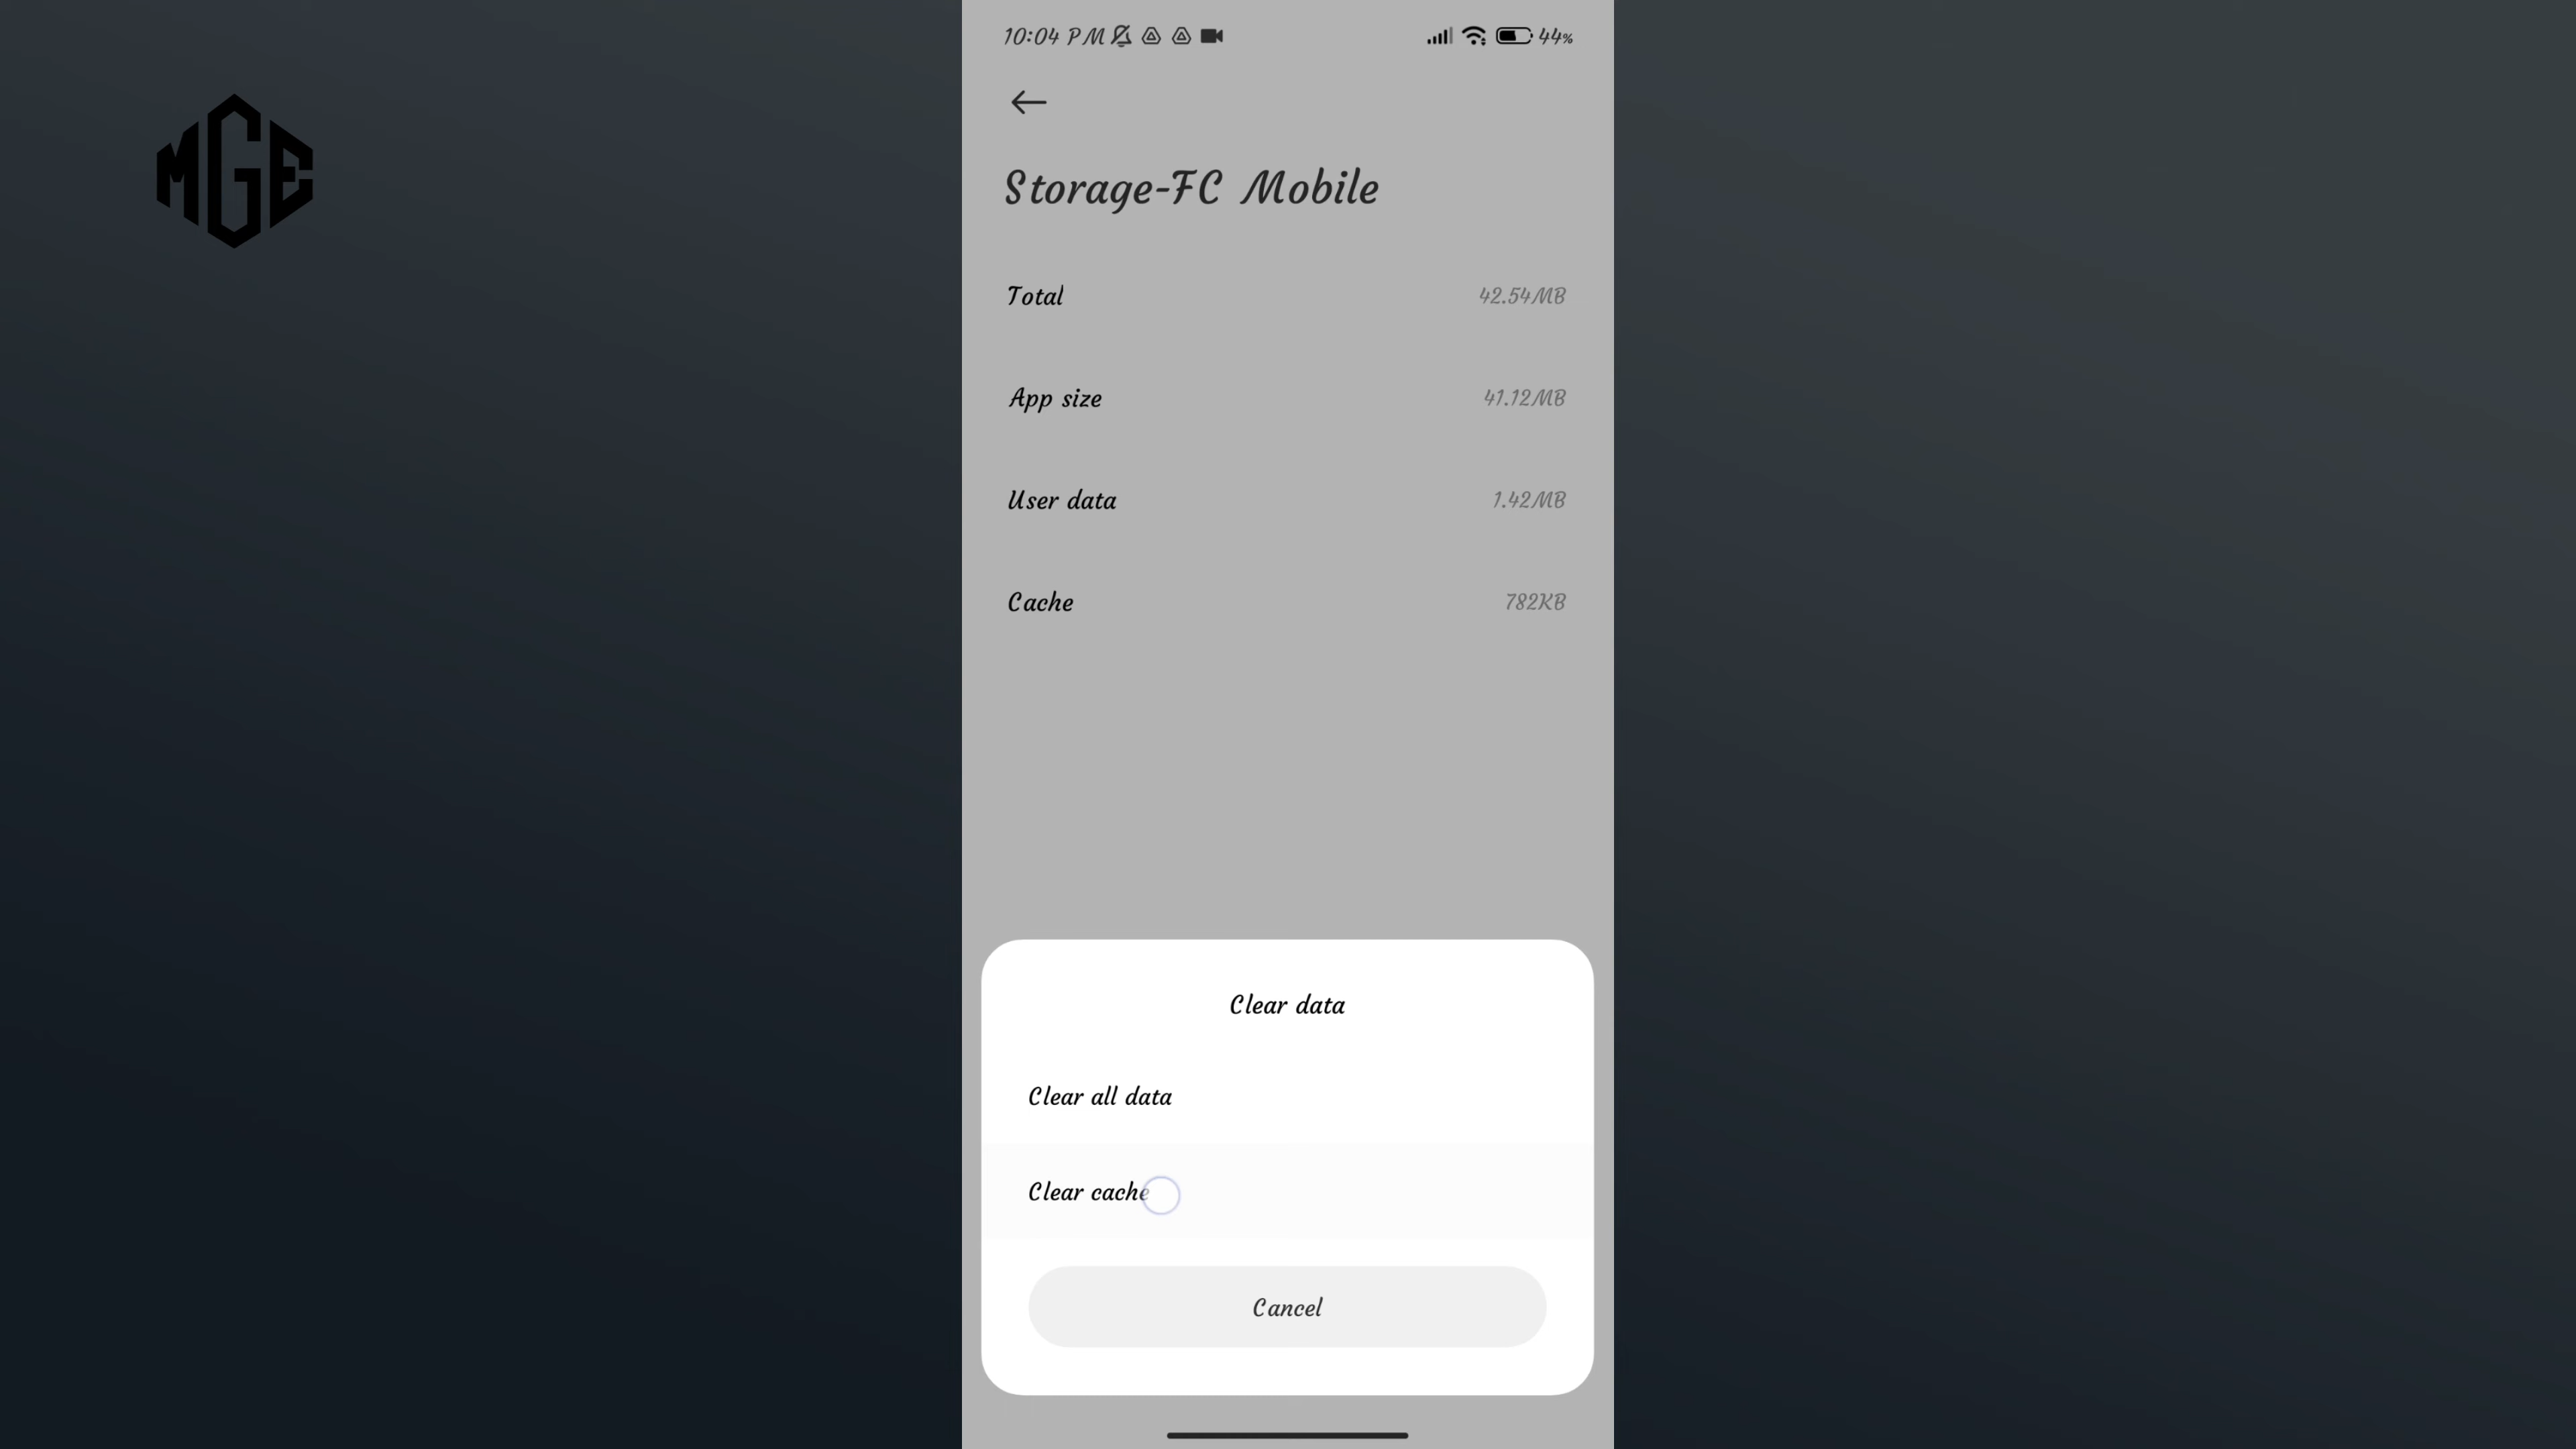 MGE
10:04 PM 44%
Storage-FC Mobile
Total 42.54MB
App size 41.12MB
User data 1.42MB
Cache 782KB
Clear data
Clear all data
Clear cache
Cancel